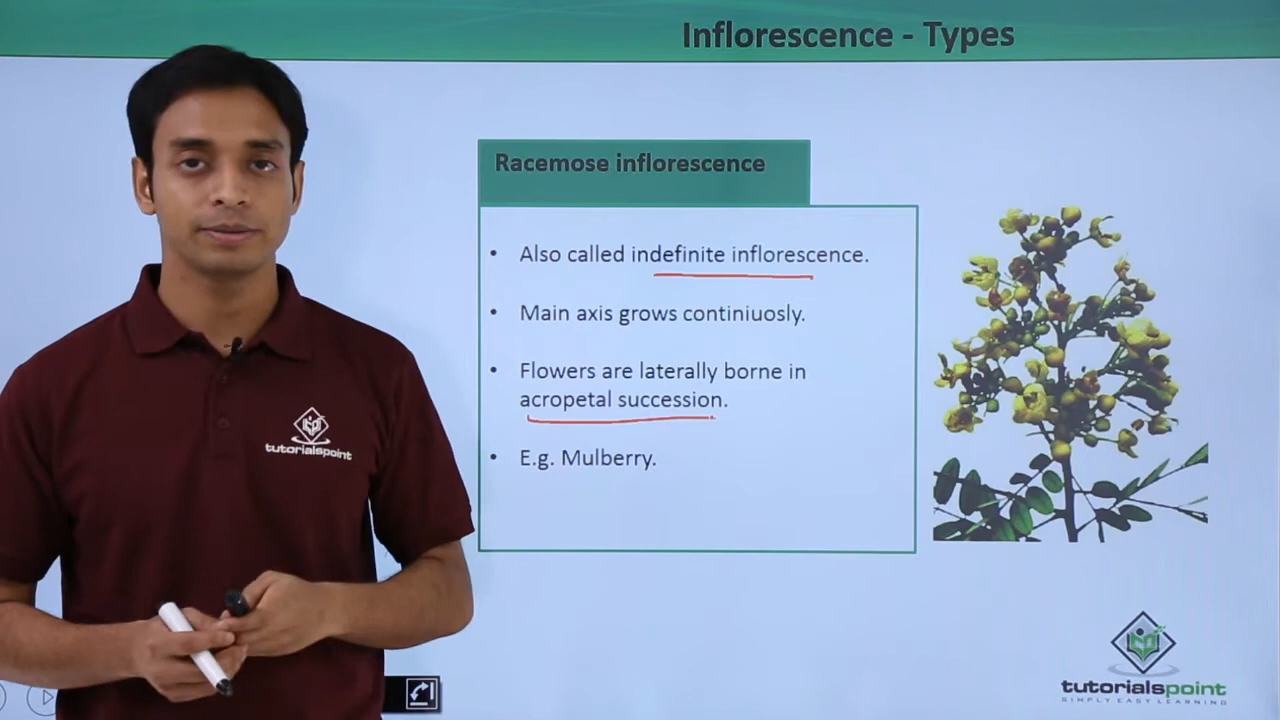 Inflorescence - Types
Racemose inflorescence
• Also called indefinite inflorescence.
• Main axis grows continiuosly.
• Flowers are laterally borne in
acropetal succession.
• E.g. Mulberry.
tutorialspoint
tutorialspoint
SIMPLY EASY LEARNING